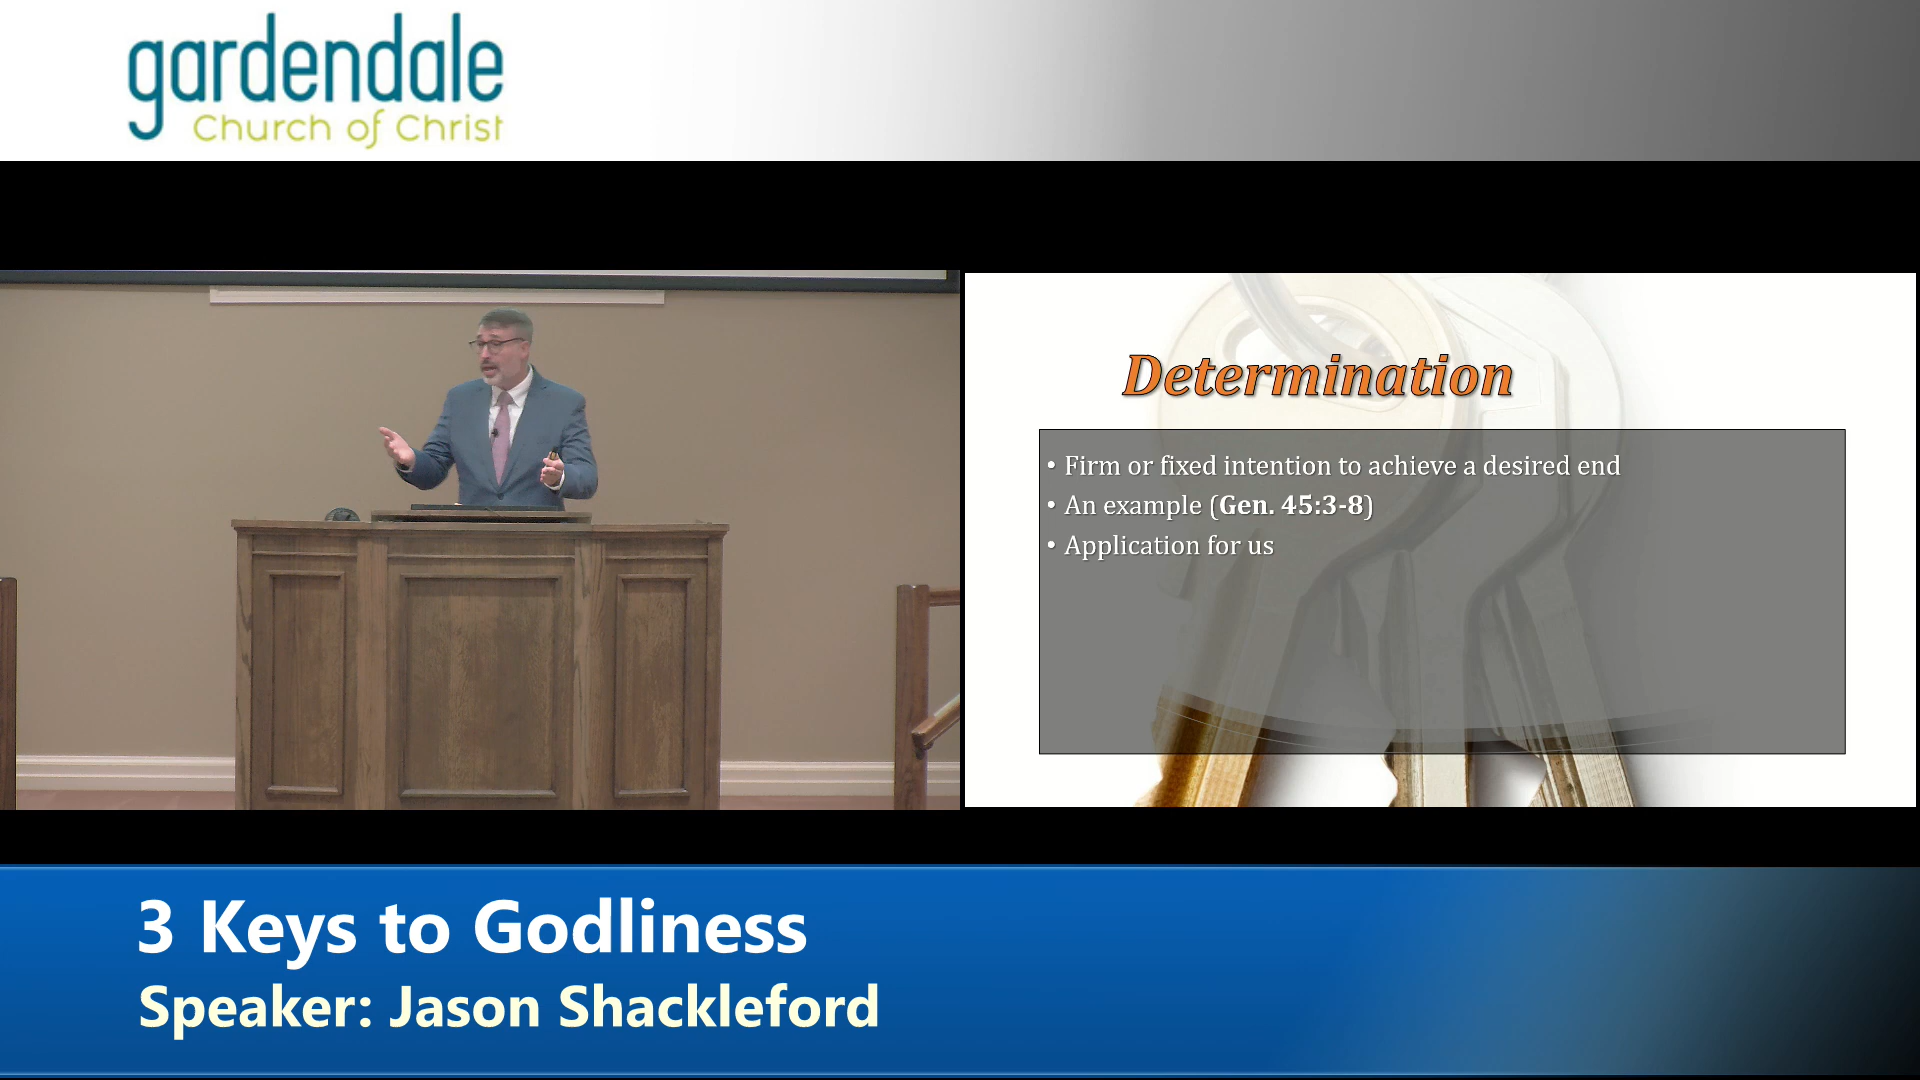 gardendale
Church of Christ
Determination
• Firm or fixed intention to achieve a desired end
• An example (Gen. 45:3-8)
• Application for us
3 Keys to Godliness
Speaker: Jason Shackleford